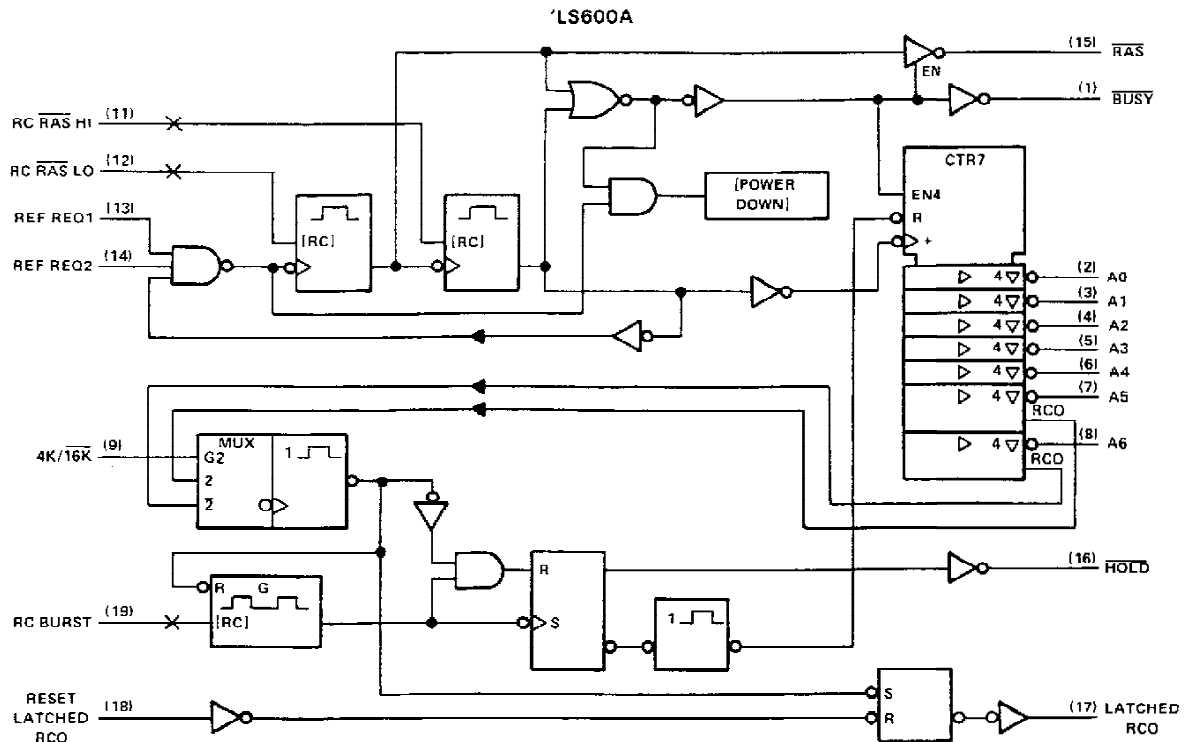 'LS600A
(15) RAS
EN
(1) BUSY
RC RAS HI (11)
RC RAS LO (12)
REF REQ1 (13)
REF REQ2 (14)
[RC]
[RC]
[POWER
DOWN]
CTR7
EN4
R
+
4 (2) A0
4 (3) A1
4 (4) A2
4 (5) A3
4 (6) A4
4 (7) A5
RCO
4 (8) A6
RCO
4K/16K (9)
MUX
G2
2
2
1
R
G
[RC]
RC BURST (19)
R
S
1
(16) HOLD
RESET
LATCHED
RCO
(18)
S
R
(17) LATCHED
RCO